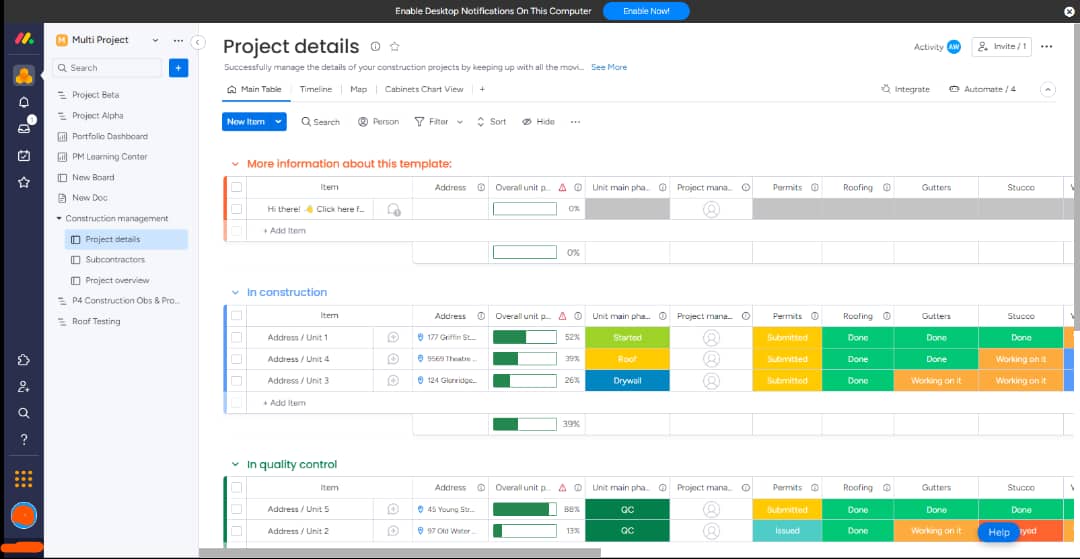 Enable Desktop Notifications On This Computer Enable Now!
M Multi Project
Search +
Project Beta
Project Alpha
Portfolio Dashboard
PM Learning Center
New Board
New Doc
Construction management
Project details
Subcontractors
Project overview
P4 Construction Obs & Pro...
Roof Testing
1
?
Project details
Activity AW Invite / 1
Successfully manage the details of your construction projects by keeping up with all the movi... See More
Main Table Timeline Map Cabinets Chart View + Integrate Automate / 4
New Item Search Person Filter Sort Hide
More information about this template:
Item Address Overall unit p... Unit main pha... Project mana... Permits Roofing Gutters Stucco
Hi there! 👋 Click here f... 1 0%
+ Add Item
0%
In construction
Item Address Overall unit p... Unit main pha... Project mana... Permits Roofing Gutters Stucco
Address / Unit 1 177 Griffin St... 52% Started Submitted Done Done Done
Address / Unit 4 9569 Theatre ... 39% Roof Submitted Done Done Working on it
Address / Unit 3 124 Glenridge... 26% Drywall Submitted Done Working on it Working on it
+ Add Item
39%
In quality control
Item Address Overall unit p... Unit main pha... Project mana... Permits Roofing Gutters Stucco
Address / Unit 5 45 Young Str... 88% QC Submitted Done Done Done
Address / Unit 2 97 Old Water ... 13% QC Issued Done Working on it
Help